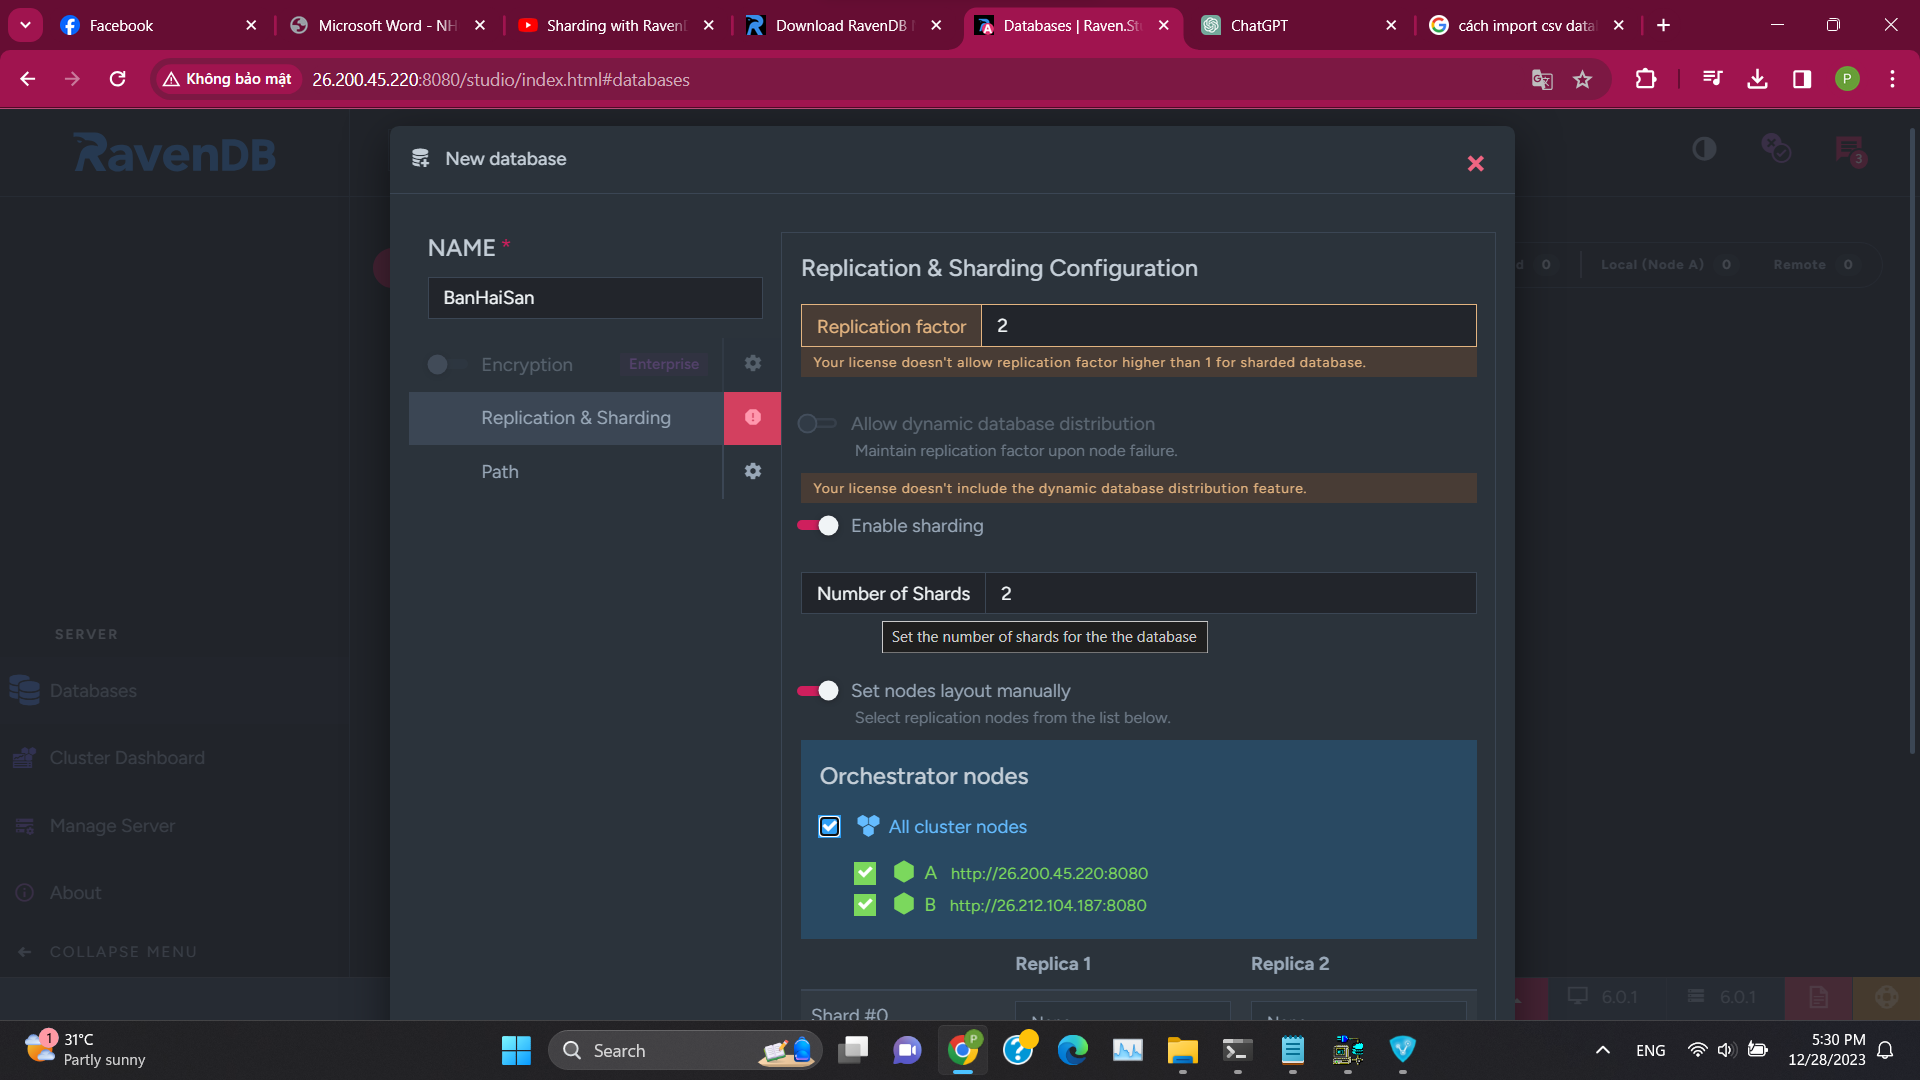 Facebook
Microsoft Word - NH
Sharding with Raven
Download RavenDB
Databases | Raven.St
ChatGPT
cách import csv data
Không bảo mật
26.200.45.220:8080/studio/index.html#databases
P
RavenDB
3
New database
NAME *
BanHaiSan
Encryption
Enterprise
Replication & Sharding
Path
Replication & Sharding Configuration
Replication factor
2
Your license doesn't allow replication factor higher than 1 for sharded database.
Allow dynamic database distribution
Maintain replication factor upon node failure.
Your license doesn't include the dynamic database distribution feature.
Enable sharding
Number of Shards
2
Set the number of shards for the the database
Set nodes layout manually
Select replication nodes from the list below.
Orchestrator nodes
All cluster nodes
A http://26.200.45.220:8080
B http://26.212.104.187:8080
Replica 1
Replica 2
Shard #0
None
None
0
Local (Node A) 0
Remote 0
SERVER
Databases
Cluster Dashboard
Manage Server
About
COLLAPSE MENU
6.0.1
6.0.1
1
31°C
Partly sunny
Search
P
ENG
5:30 PM
12/28/2023